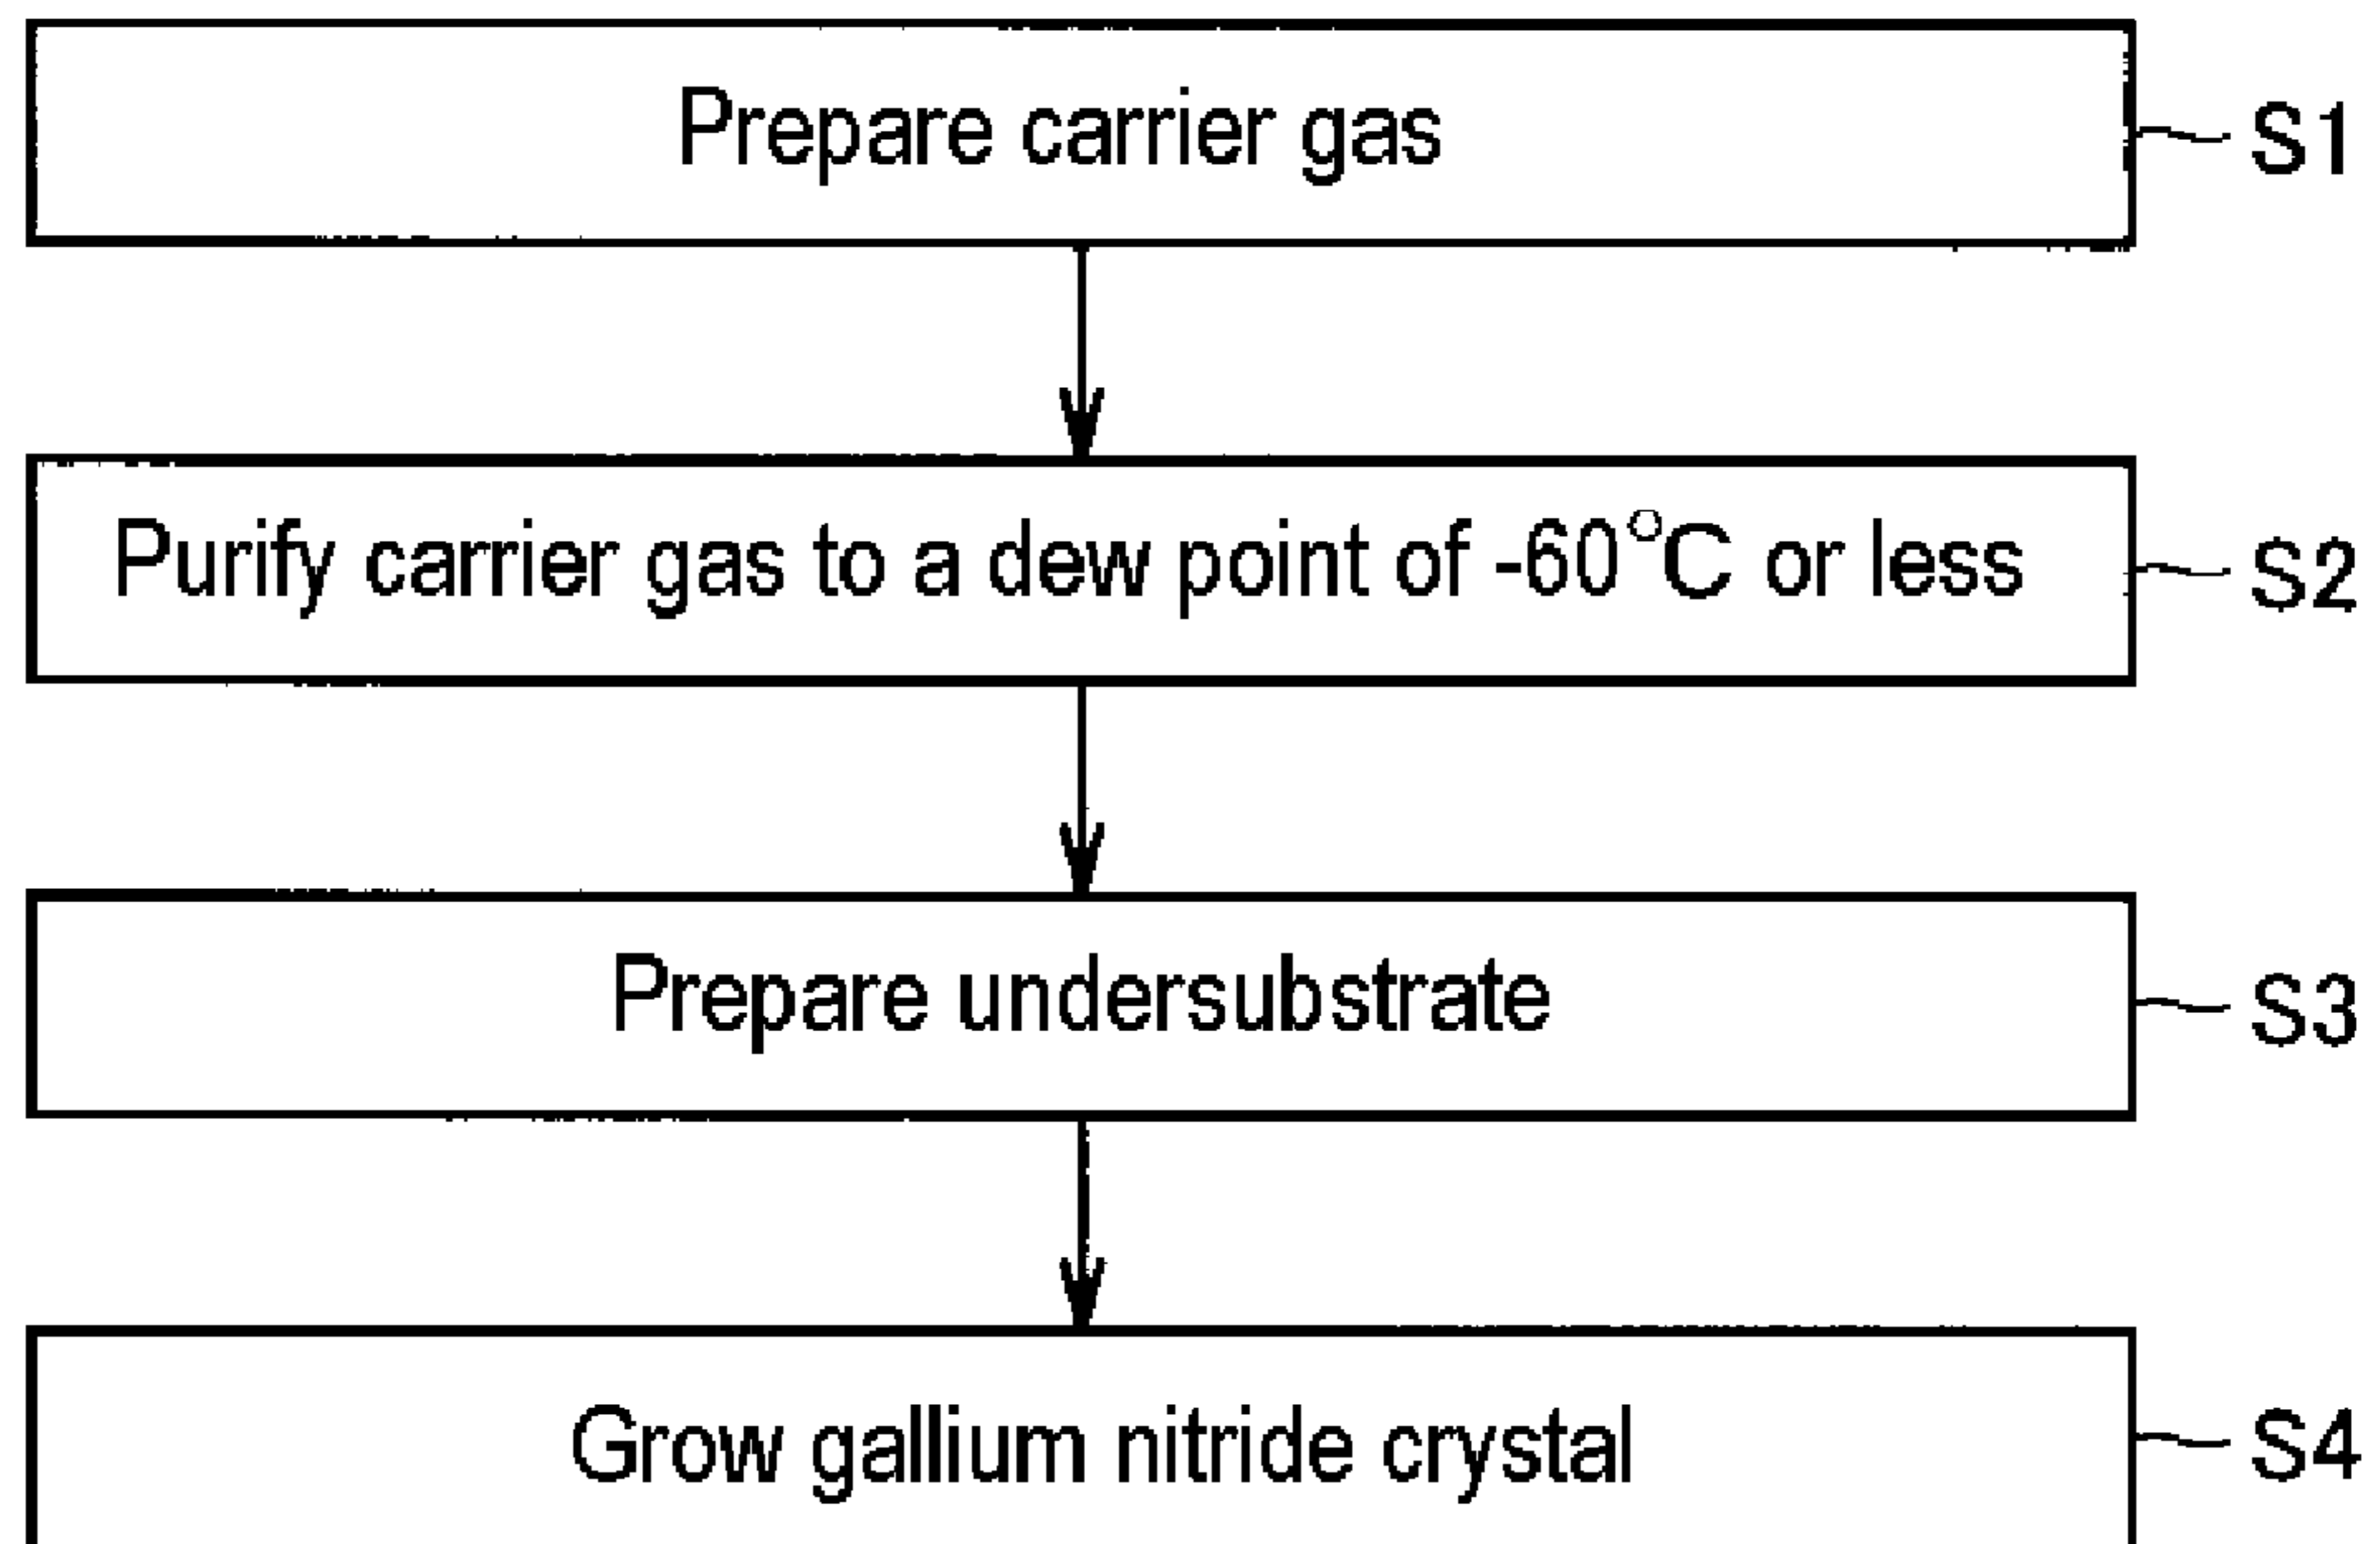 Prepare carrier gas S1
Purify carrier gas to a dew point of -60°C or less S2
Prepare undersubstrate S3
Grow gallium nitride crystal S4